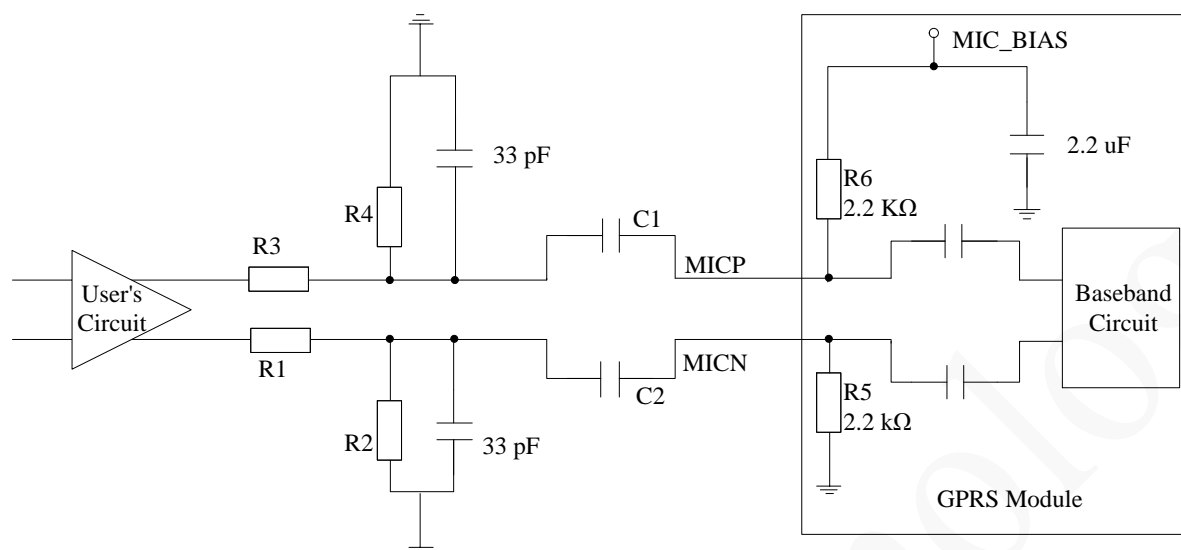 MIC_BIAS
33 pF
2.2 uF
R4
R6
2.2 KΩ
C1
R3
MICP
User's
Circuit
Baseband
Circuit
R1
MICN
C2
R5
2.2 kΩ
R2
33 pF
GPRS Module